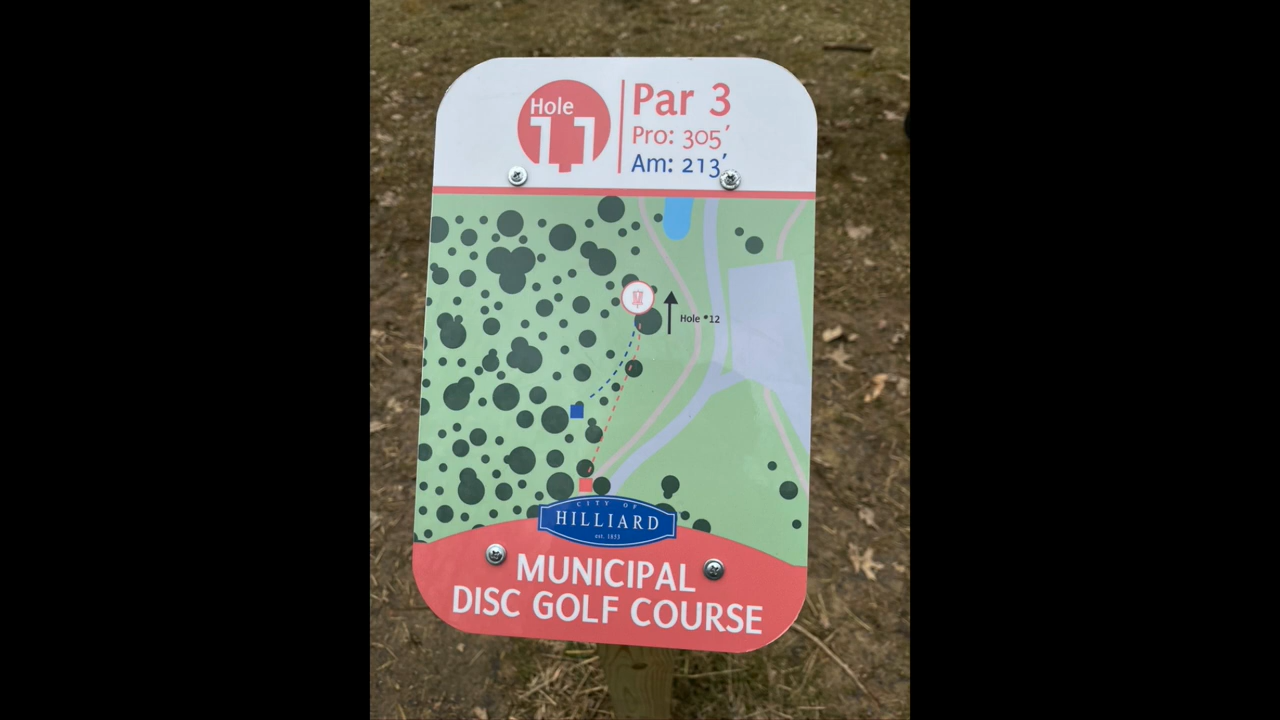 Hole
11
Par 3
Pro: 305'
Am: 213'
Hole #12
CITY OF
HILLIARD
est. 1853
MUNICIPAL
DISC GOLF COURSE